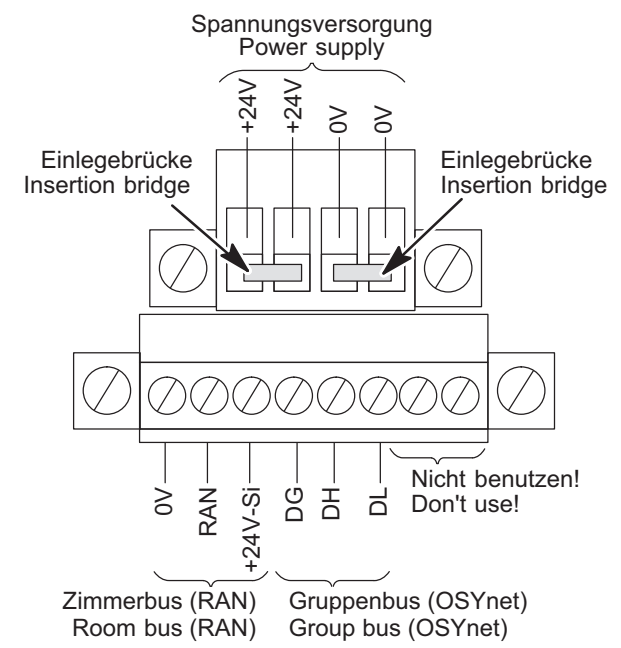 Spannungsversorgung
Power supply
+24V
+24V
0V
0V
Einlegebrücke
Insertion bridge
Einlegebrücke
Insertion bridge
0V
RAN
+24V-Si
DG
DH
DL
Nicht benutzen!
Don't use!
Zimmerbus (RAN)
Room bus (RAN)
Gruppenbus (OSYnet)
Group bus (OSYnet)